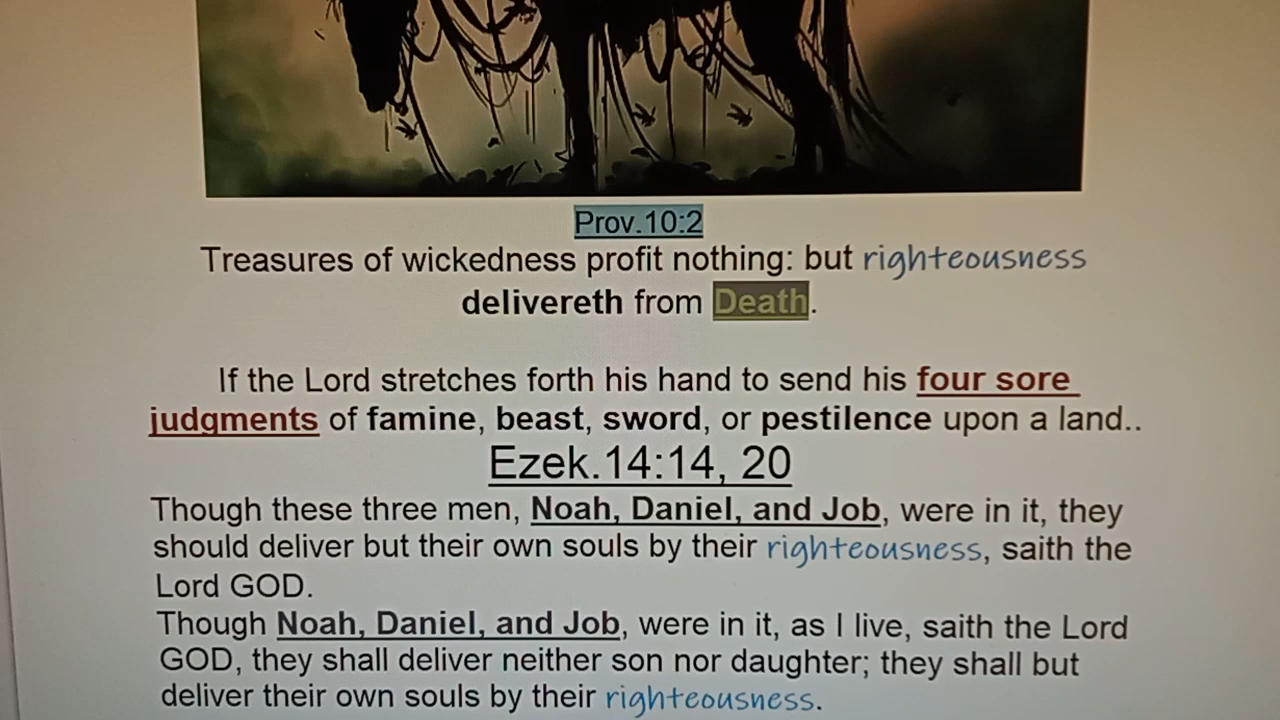 Prov.10:2
Treasures of wickedness profit nothing: but righteousness
delivereth from Death.
If the Lord stretches forth his hand to send his four sore
judgments of famine, beast, sword, or pestilence upon a land..
Ezek.14:14, 20
Though these three men, Noah, Daniel, and Job, were in it, they
should deliver but their own souls by their righteousness, saith the
Lord GOD.
Though Noah, Daniel, and Job, were in it, as I live, saith the Lord
GOD, they shall deliver neither son nor daughter; they shall but
deliver their own souls by their righteousness.